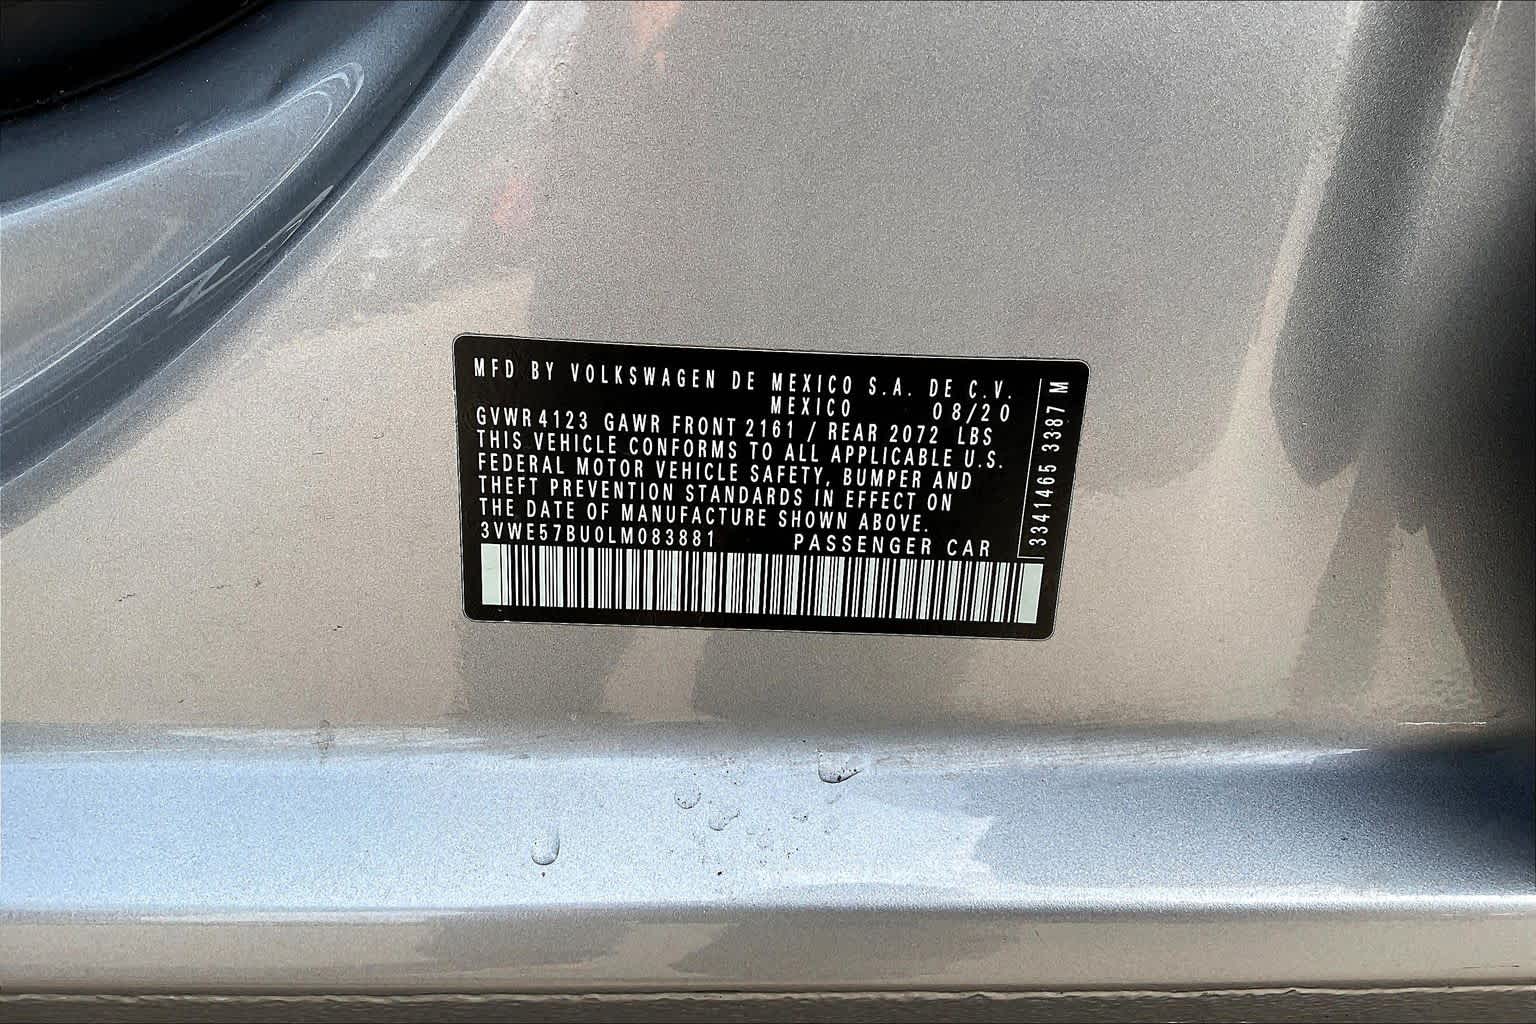 MFD BY VOLKSWAGEN DE MEXICO S.A. DE C.V.
MEXICO 08/20
GVWR 4123 GAWR FRONT 2161 / REAR 2072 LBS
THIS VEHICLE CONFORMS TO ALL APPLICABLE U.S.
FEDERAL MOTOR VEHICLE SAFETY, BUMPER AND
THEFT PREVENTION STANDARDS IN EFFECT ON
THE DATE OF MANUFACTURE SHOWN ABOVE.
3VWE57BU0LM083881 PASSENGER CAR
3341465 3387 M